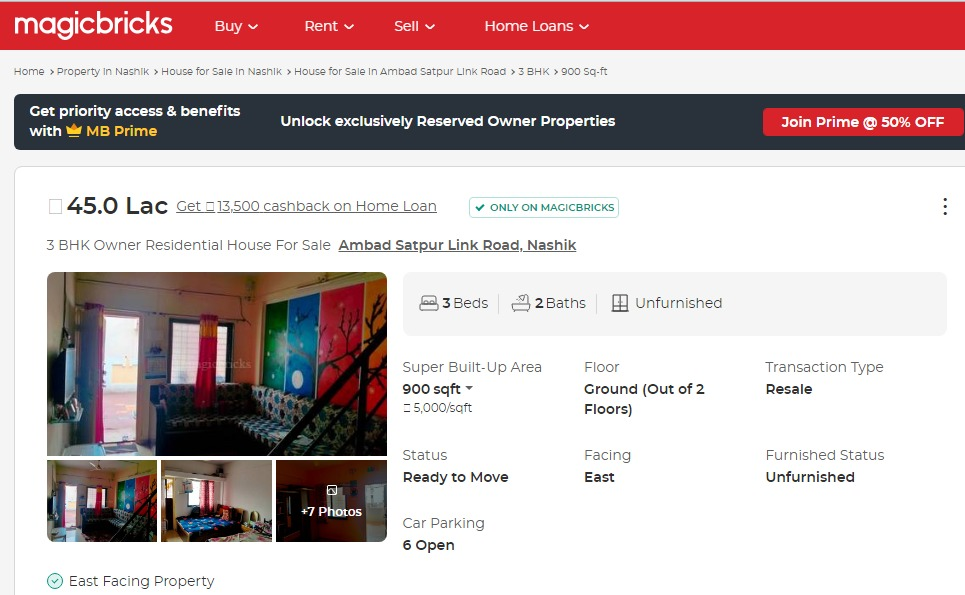 magicbricks
Buy Rent Sell Home Loans
Home > Property in Nashik > House for Sale in Nashik > House for Sale in Ambad Satpur Link Road > 3 BHK > 900 Sq-ft
Get priority access & benefits
with MB Prime
Unlock exclusively Reserved Owner Properties
Join Prime @ 50% OFF
45.0 Lac Get 13,500 cashback on Home Loan ONLY ON MAGICBRICKS
3 BHK Owner Residential House For Sale Ambad Satpur Link Road, Nashik
magicbricks
+7 Photos
3 Beds 2 Baths Unfurnished
Super Built-Up Area
900 sqft
5,000/sqft
Floor
Ground (Out of 2
Floors)
Transaction Type
Resale
Status
Ready to Move
Facing
East
Furnished Status
Unfurnished
Car Parking
6 Open
East Facing Property